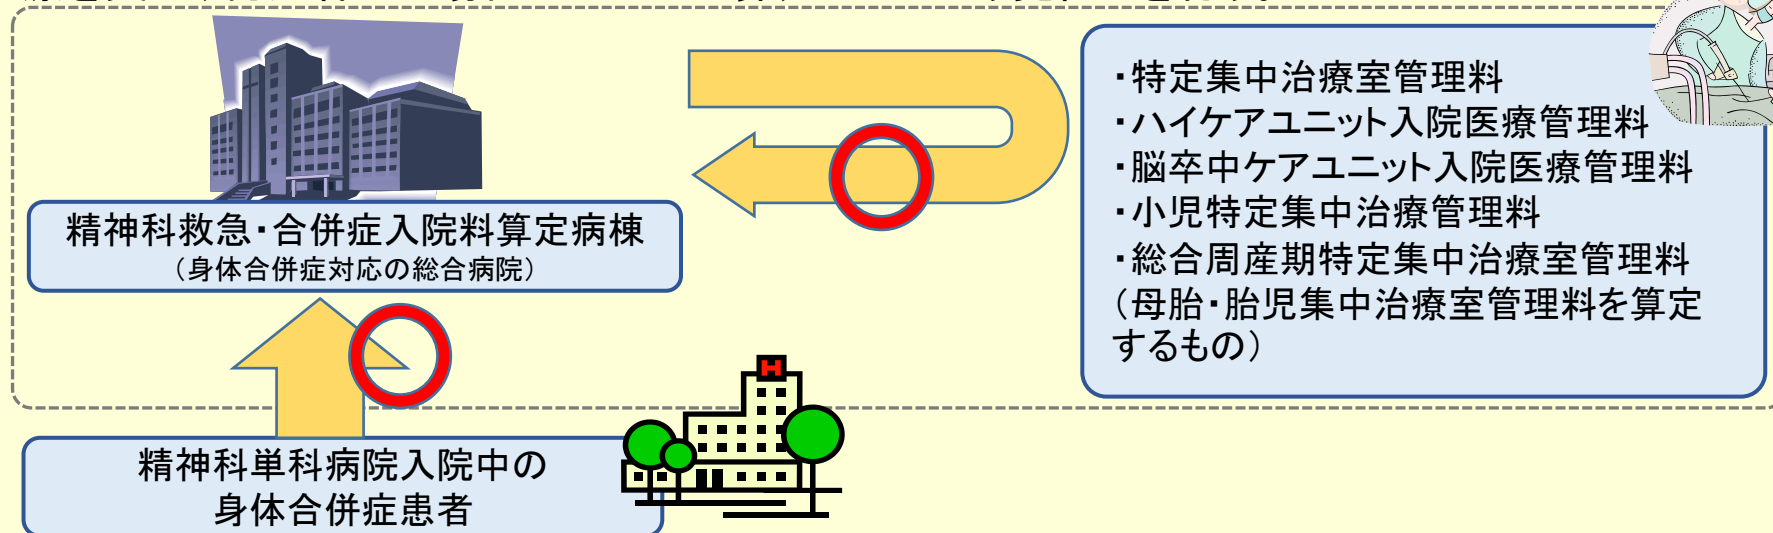 精神科救急・合併症入院料算定病棟
（身体合併症対応の総合病院）
・特定集中治療室管理料
・ハイケアユニット入院医療管理料
・脳卒中ケアユニット入院医療管理料
・小児特定集中治療管理料
・総合周産期特定集中治療室管理料
（母胎・胎児集中治療室管理料を算定
するもの）
H
精神科単科病院入院中の
身体合併症患者